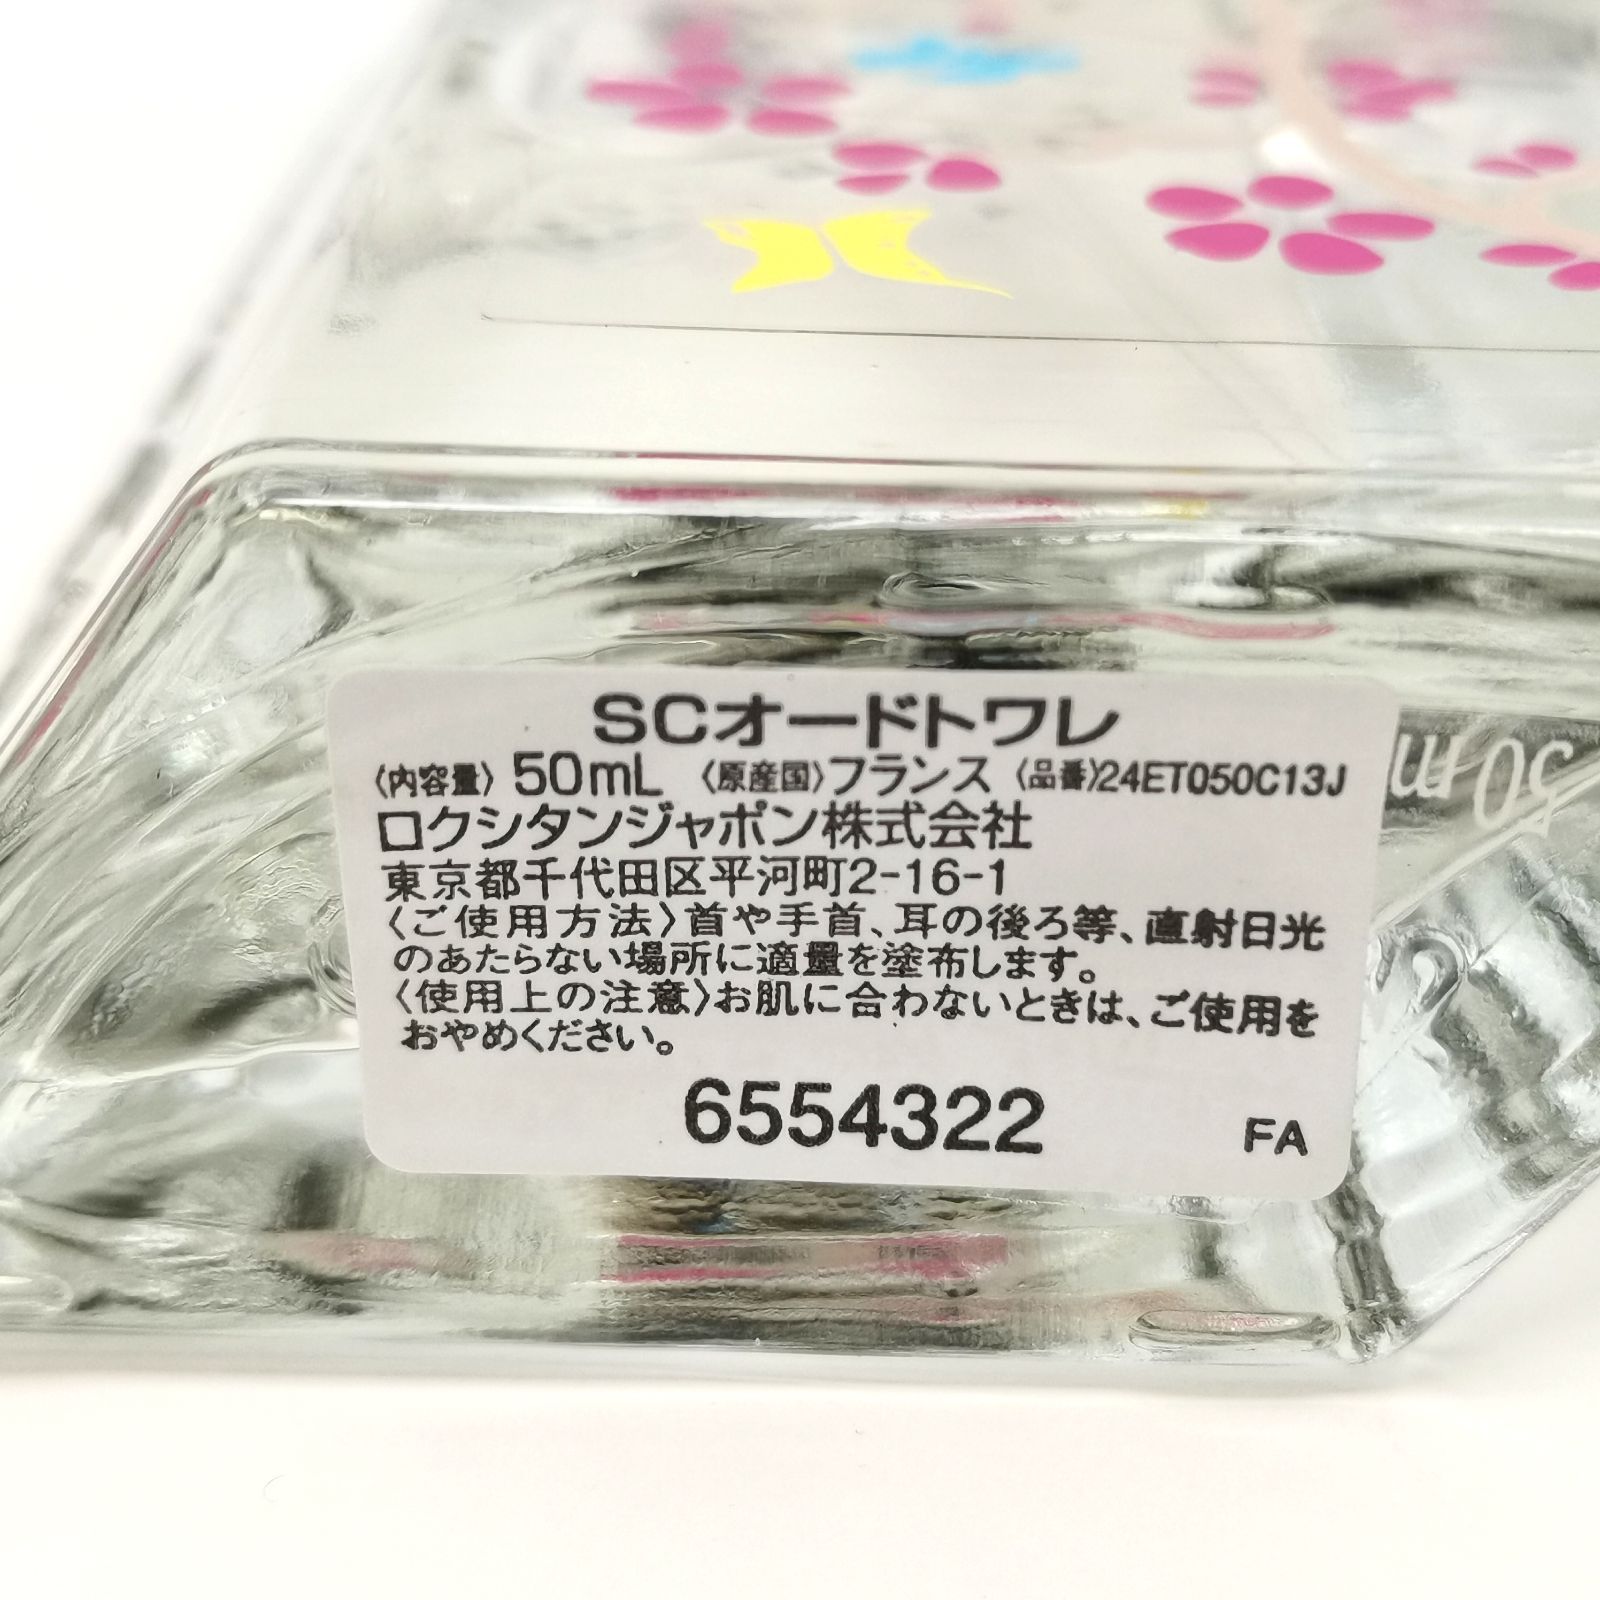 SCオードトワレ
〈内容量〉50mL 〈原産国〉フランス 〈品番〉24ET050C13J
ロクシタンジャポン株式会社
東京都千代田区平河町2-16-1
〈ご使用方法〉首や手首、耳の後ろ等、直射日光
のあたらない場所に適量を塗布します。
〈使用上の注意〉お肌に合わないときは、ご使用を
おやめください。
6554322 FA
50m